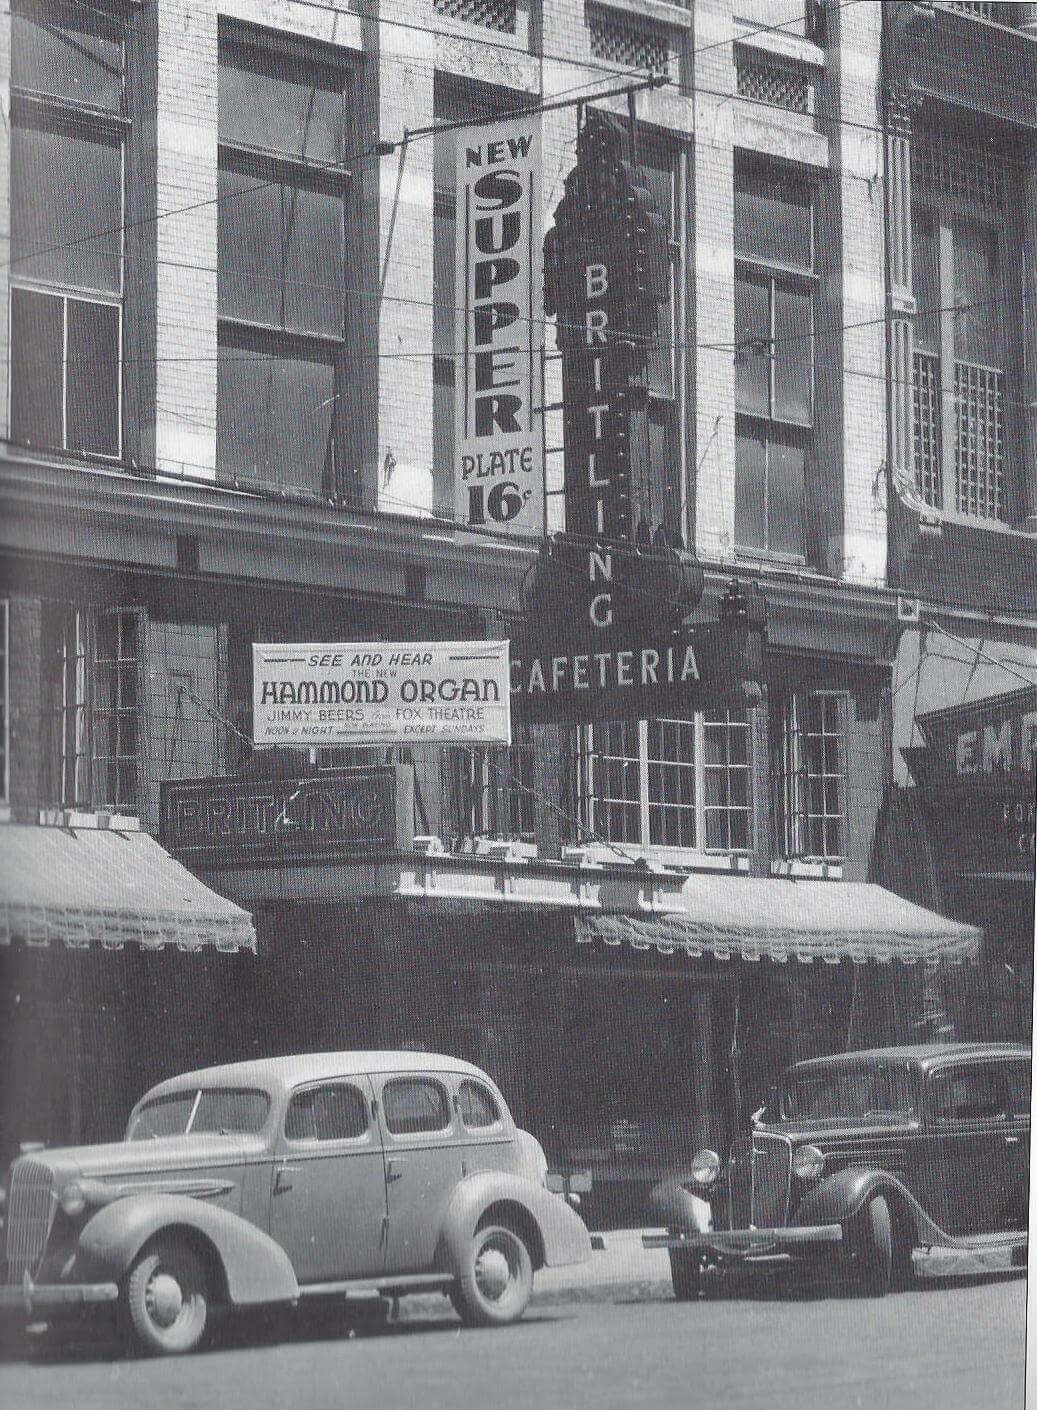 NEW
SUPPER
PLATE
16¢
BRITLING
CAFETERIA
SEE AND HEAR
THE NEW
HAMMOND ORGAN
JIMMY BEERS FOX THEATRE
NOON & NIGHT EXCEPT SUNDAYS
BRITLING
EMP
FOX